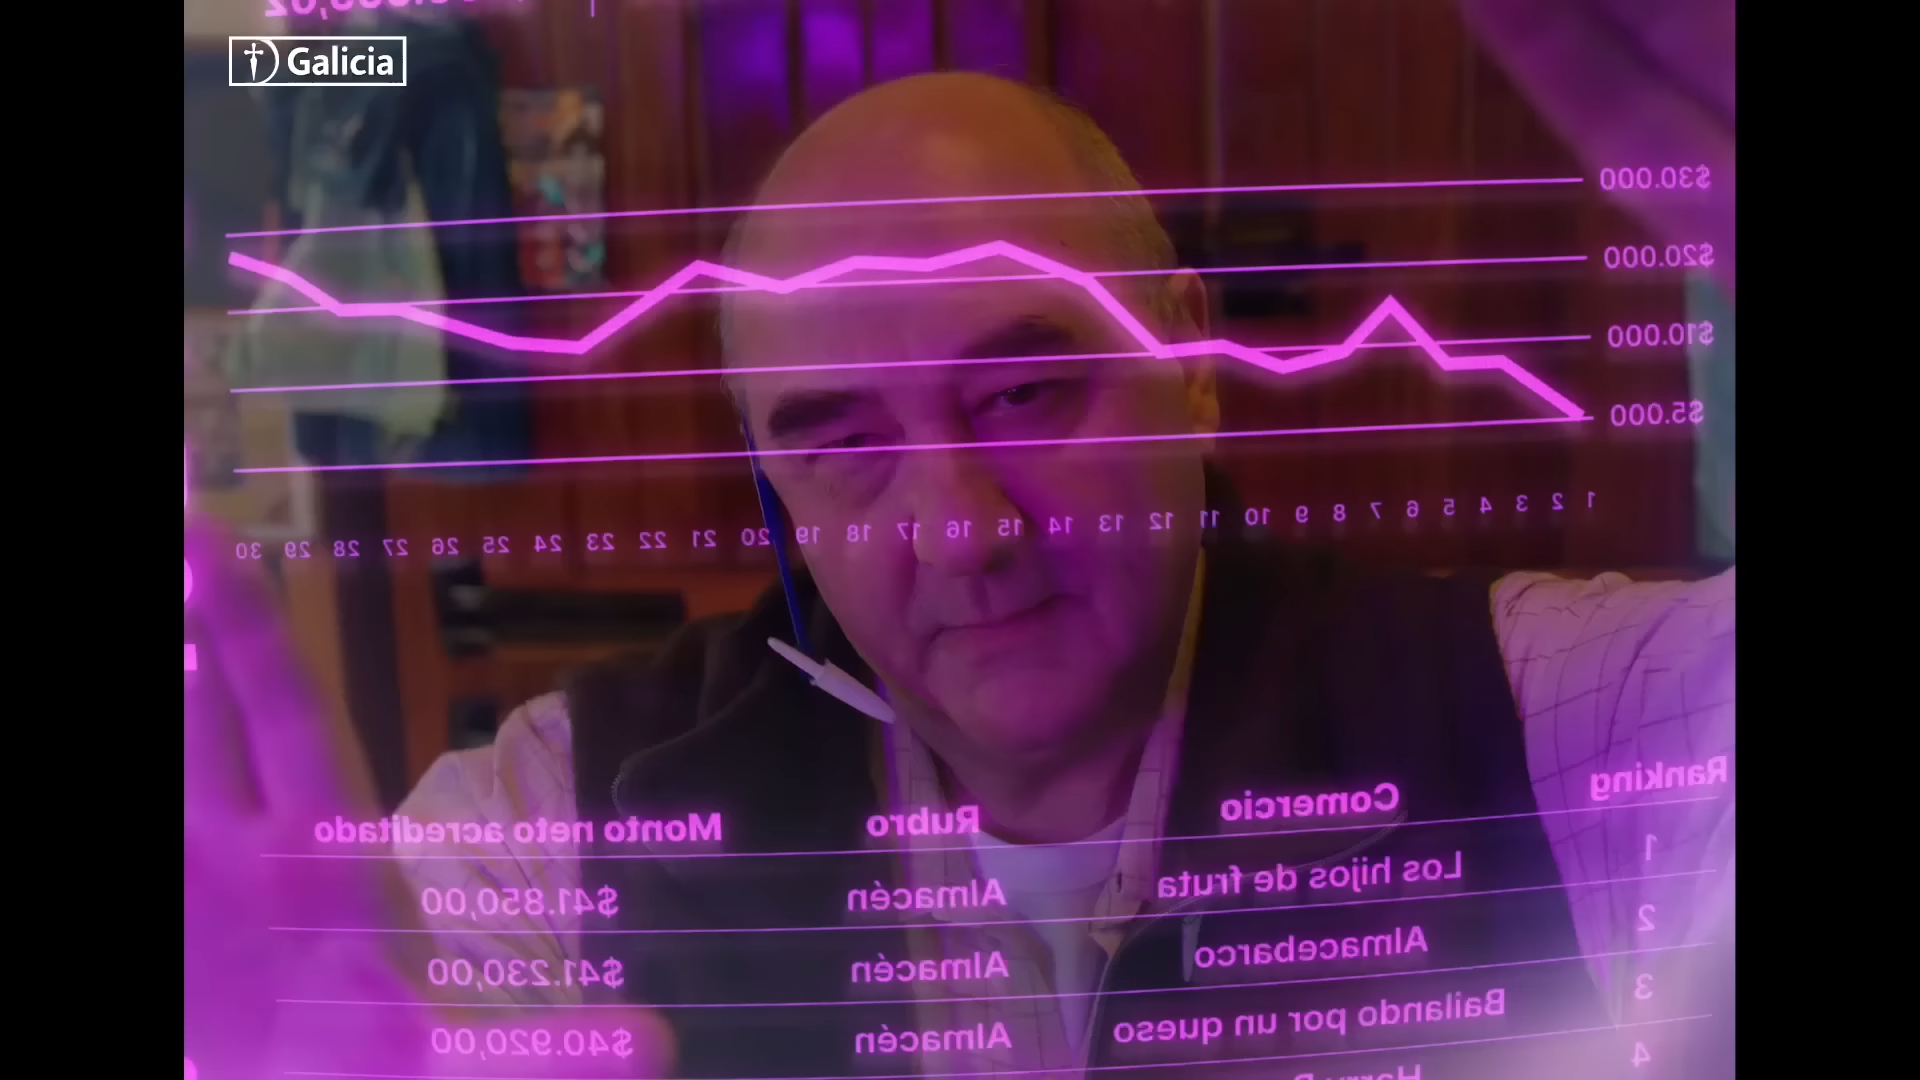 Galicia
$30.000
$20.000
$10.000
$5.000
1 2 3 4 5 6 7 8 9 10 11 12 13 14 15 16 17 18 19 20 21 22 23 24 25 26 27 28 29 30
Ranking Comercio Rubro Monto neto acreditado
1 Los hijos de fruta Almacén $41.850,00
2 Almacebarco Almacén $41.230,00
3 Bailando por un queso Almacén $40.920,00
4